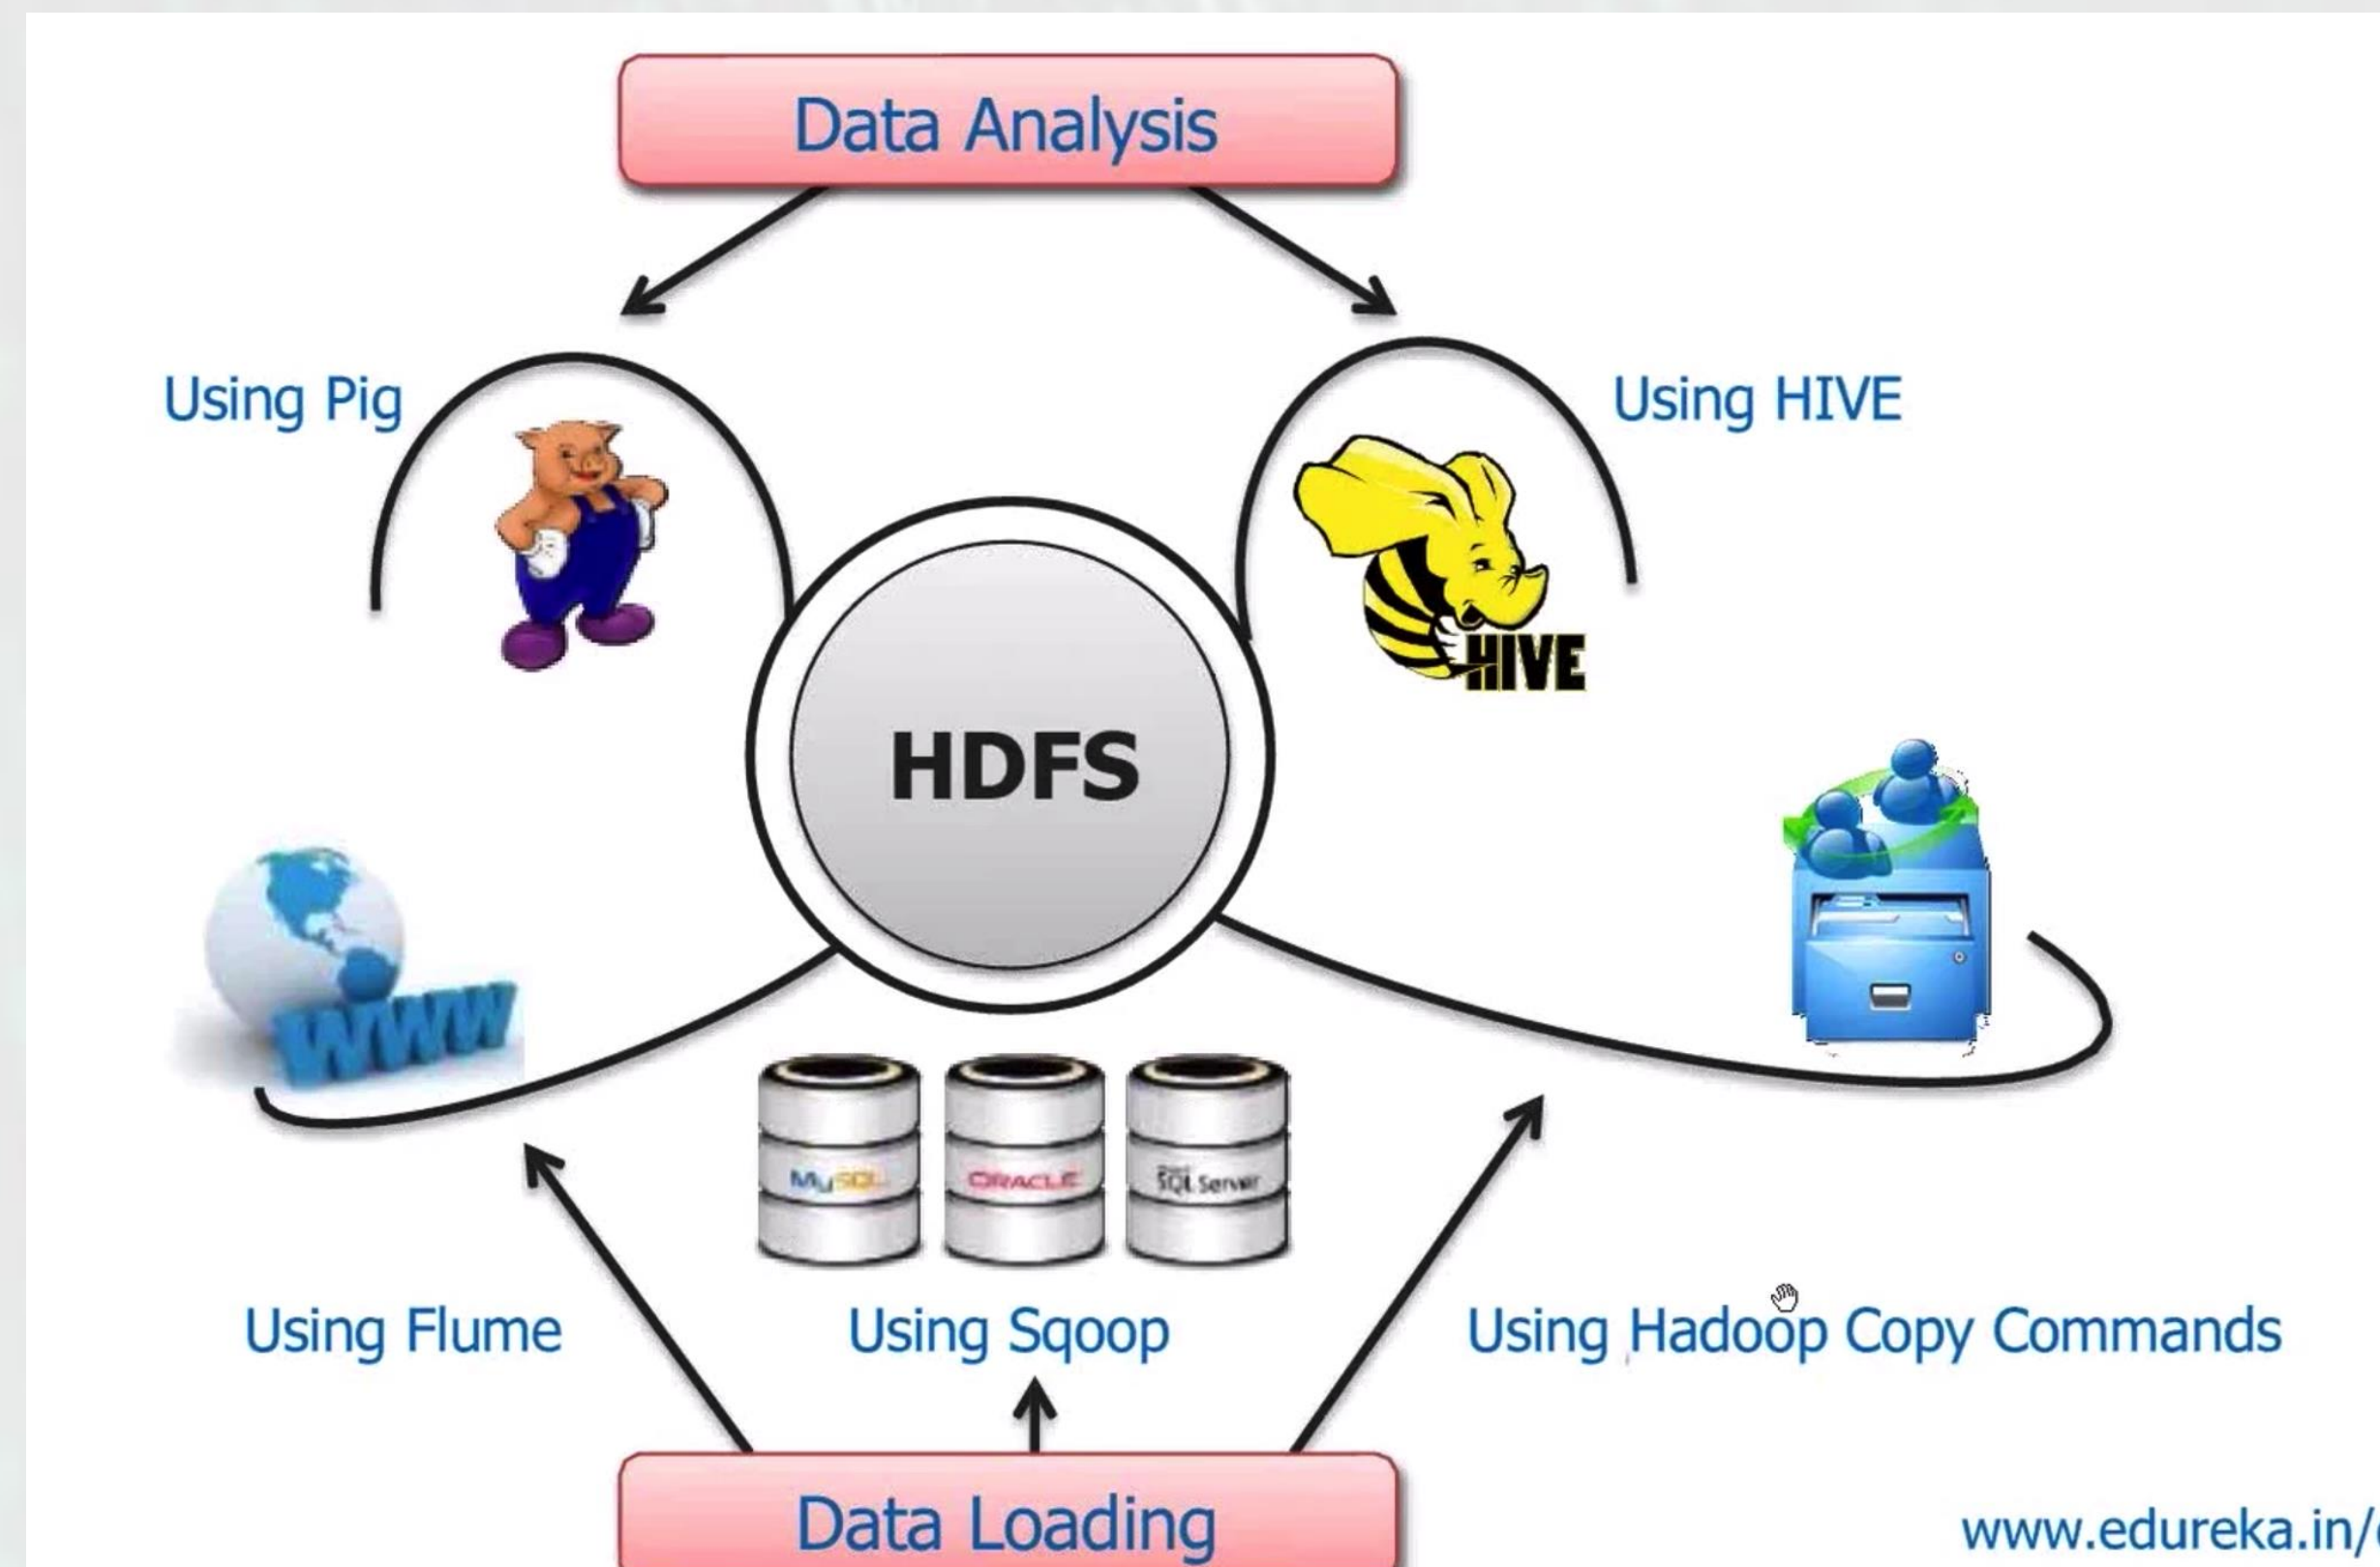 Data Analysis
Using Pig
Using HIVE
HIVE
HDFS
WWW
MySQL
ORACLE
SQL Server
Using Flume
Using Sqoop
Using Hadoop Copy Commands
Data Loading
www.edureka.in/